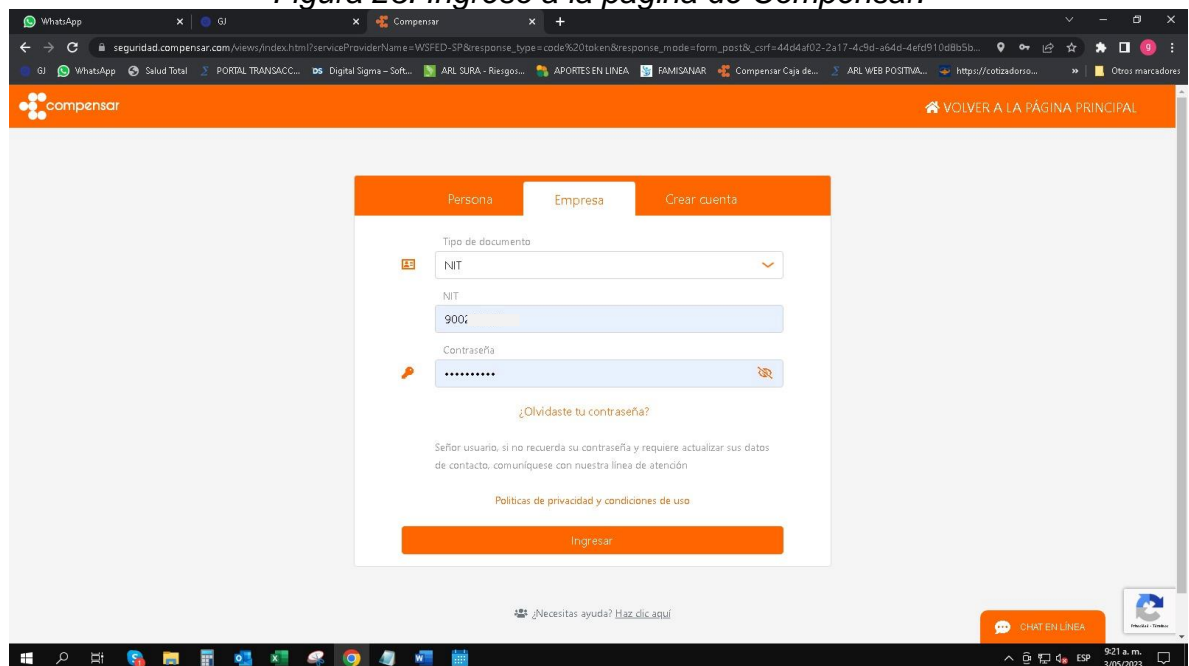 Figura 28. Ingreso a la página de Compensar.
WhatsApp
GJ
Compensar
seguridad.compensar.com/views/index.html?serviceProviderName=WSFED-SP&response_type=code%20token&response_mode=form_post&_csrf=44d4af02-2a17-4c9d-a64d-4efd910d8b5b...
GJ WhatsApp Salud Total PORTAL TRANSACC... DS Digital Sigma – Soft... ARL SURA - Riesgos... APORTES EN LINEA FAMISANAR Compensar Caja de... ARL WEB POSITIVA... https://cotizadorso... » Otros marcadores
compensar
VOLVER A LA PÁGINA PRINCIPAL
Persona Empresa Crear cuenta
Tipo de documento
NIT
NIT
900
Contraseña
••••••••••
¿Olvidaste tu contraseña?
Señor usuario, si no recuerda su contraseña y requiere actualizar sus datos
de contacto, comuníquese con nuestra línea de atención
Politicas de privacidad y condiciones de uso
Ingresar
¿Necesitas ayuda? Haz clic aquí
CHAT EN LÍNEA
ESP
9:21 a. m.
3/05/2023